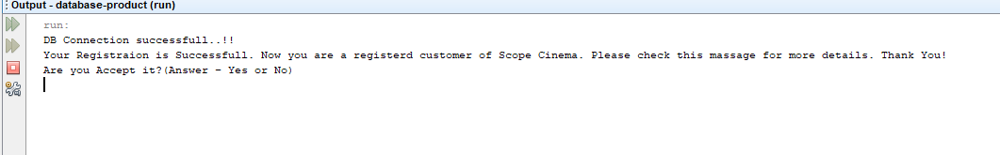 Output - database-product (run)
run:
DB Connection successfull..!!
Your Registraion is Successfull. Now you are a registerd customer of Scope Cinema. Please check this massage for more details. Thank You!
Are you Accept it?(Answer - Yes or No)